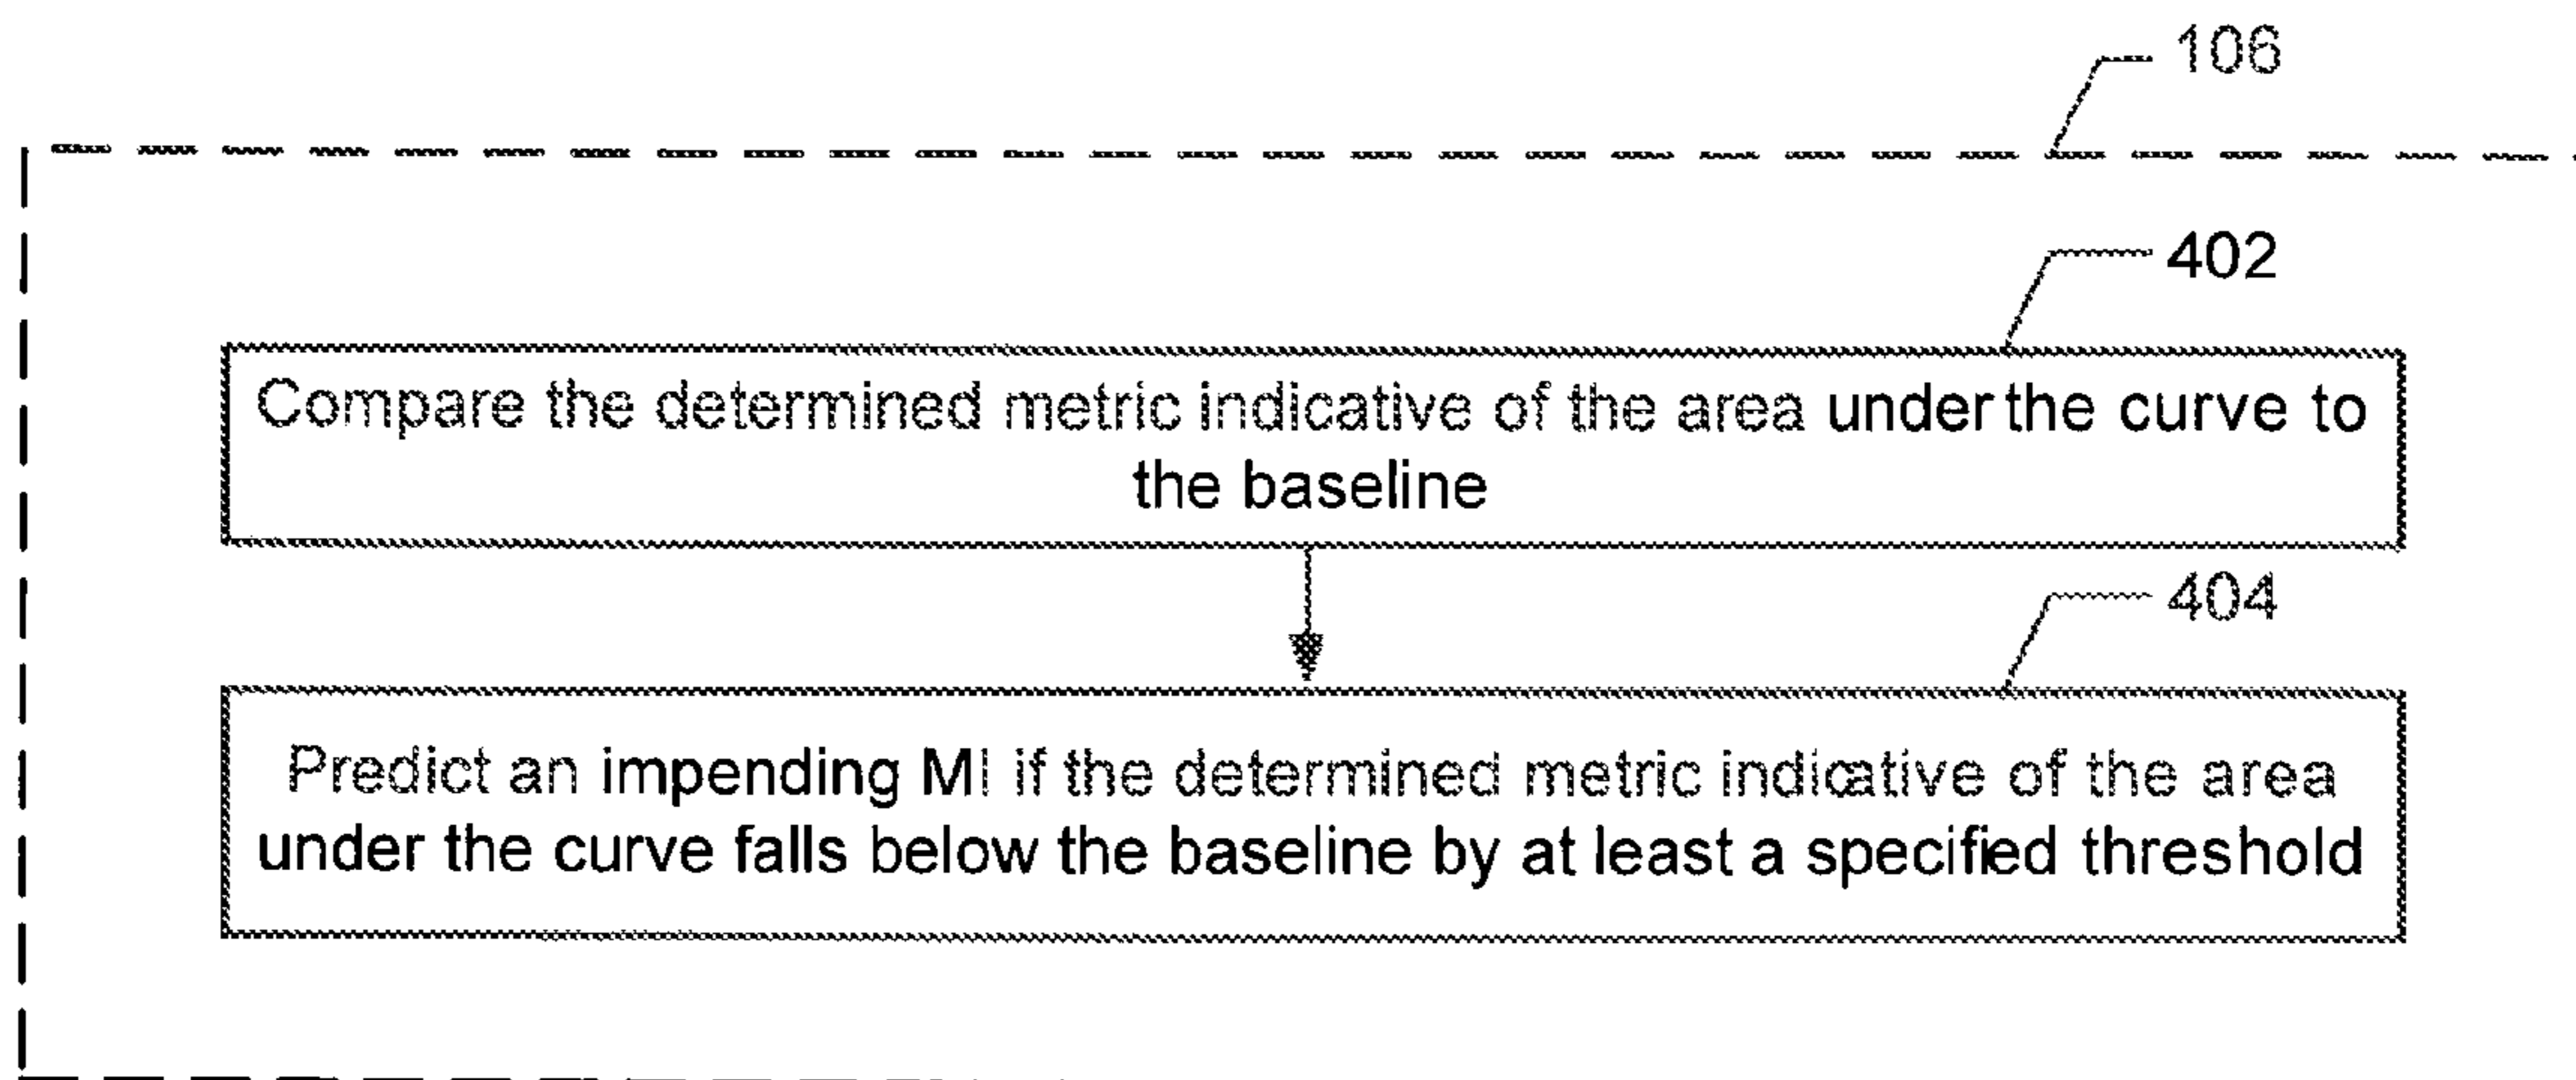 106
402
Compare the determined metric indicative of the area under the curve to
the baseline
404
Predict an impending MI if the determined metric indicative of the area
under the curve falls below the baseline by at least a specified threshold